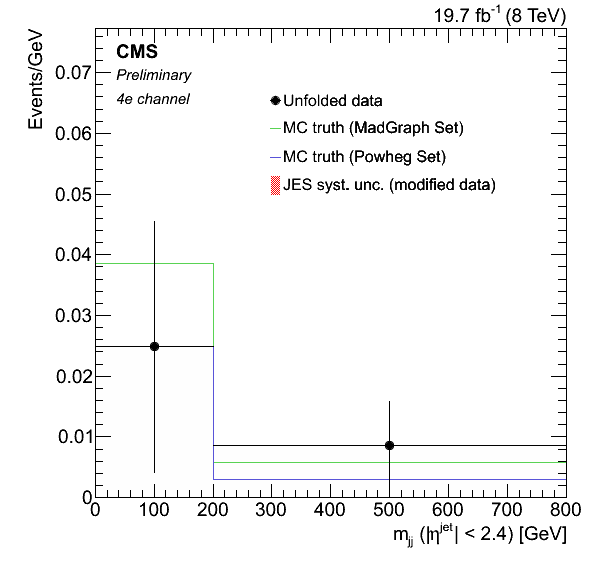 19.7 fb⁻¹ (8 TeV)
Events/GeV
CMS
Preliminary
4e channel
Unfolded data
MC truth (MadGraph Set)
MC truth (Powheg Set)
JES syst. unc. (modified data)
0.07
0.06
0.05
0.04
0.03
0.02
0.01
0
0 100 200 300 400 500 600 700 800
m_jj (|η^jet| < 2.4) [GeV]